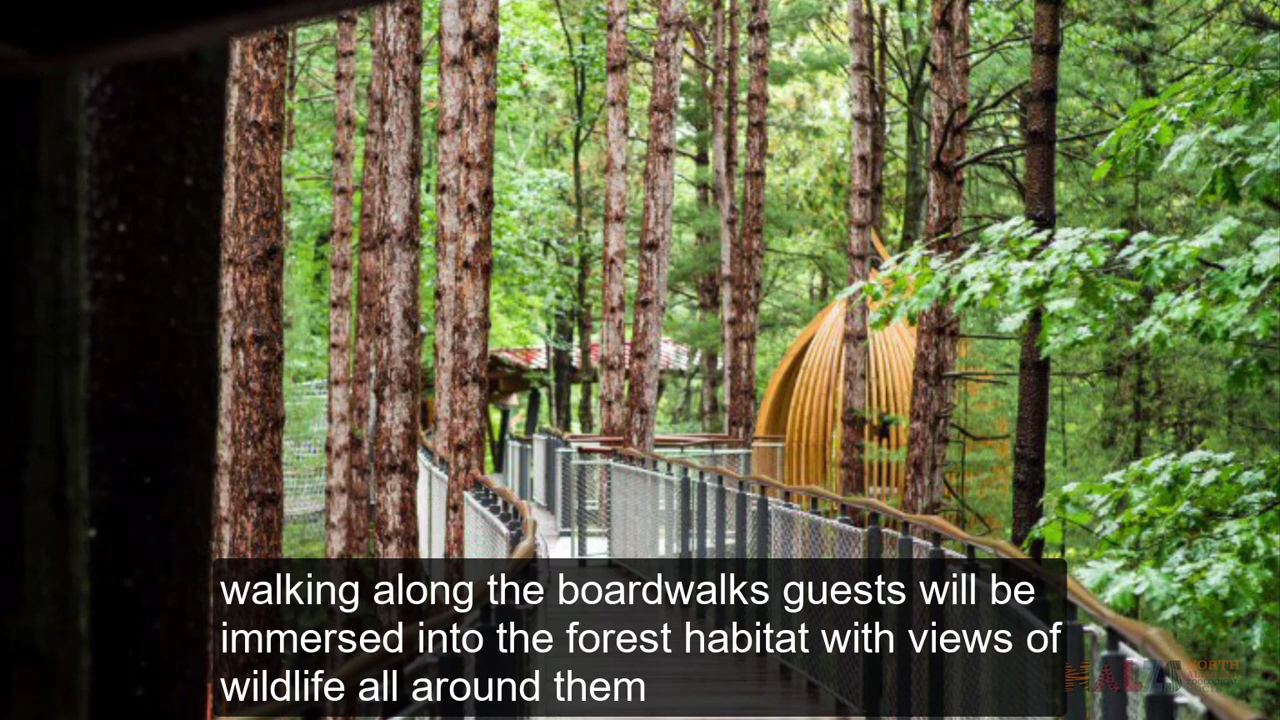 walking along the boardwalks guests will be
immersed into the forest habitat with views of
wildlife all around them
NORTH